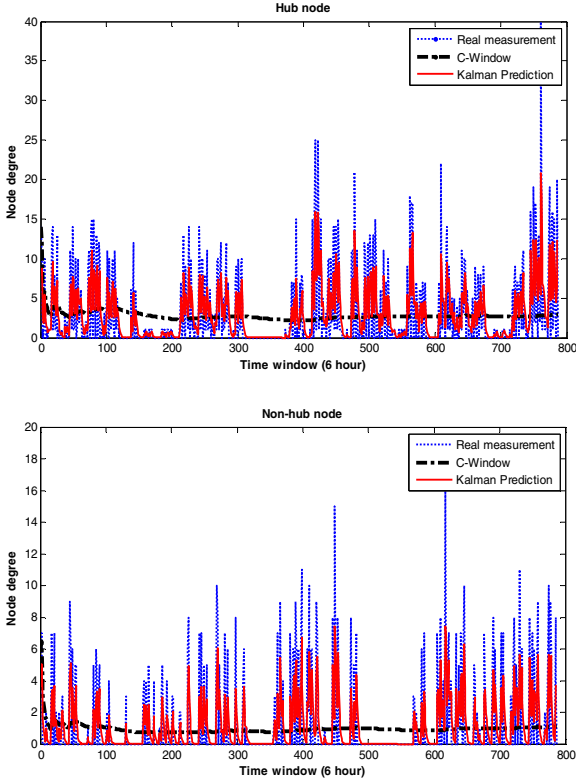 Hub node
Node degree
40
35
30
25
20
15
10
5
0
Real measurement
C-Window
Kalman Prediction
0 100 200 300 400 500 600 700 800
Time window (6 hour)
Non-hub node
Node degree
20
18
16
14
12
10
8
6
4
2
0
Real measurement
C-Window
Kalman Prediction
0 100 200 300 400 500 600 700 800
Time window (6 hour)